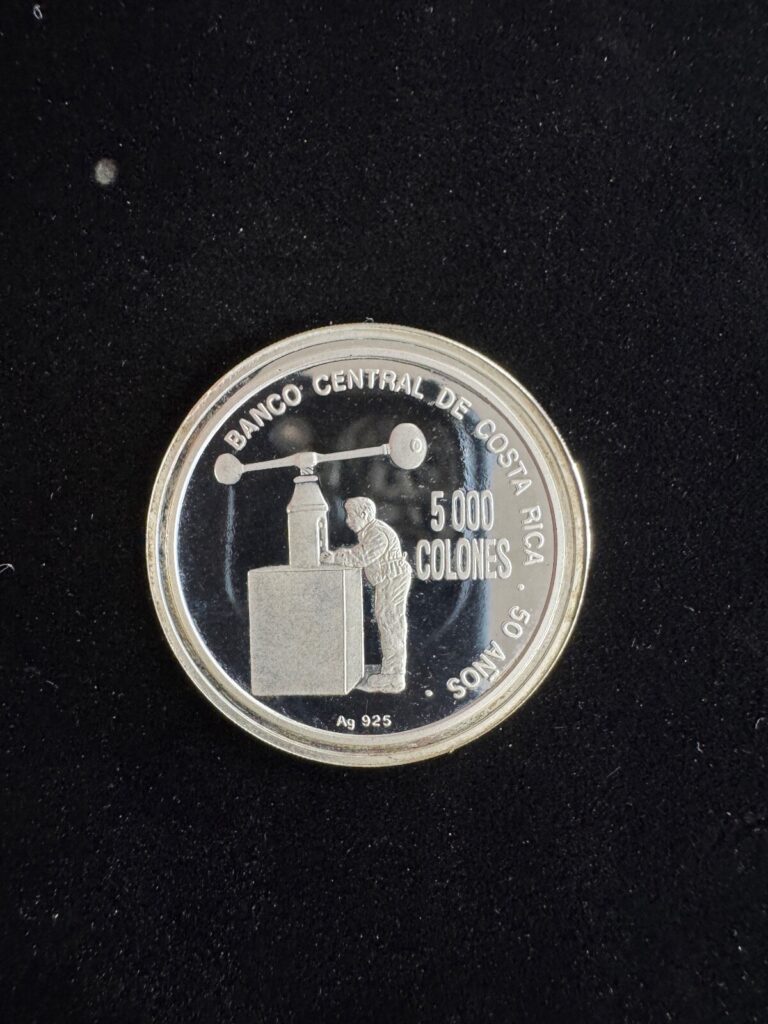 BANCO CENTRAL DE COSTA RICA · 50 AÑOS ·
5 000
COLONES
Ag 925